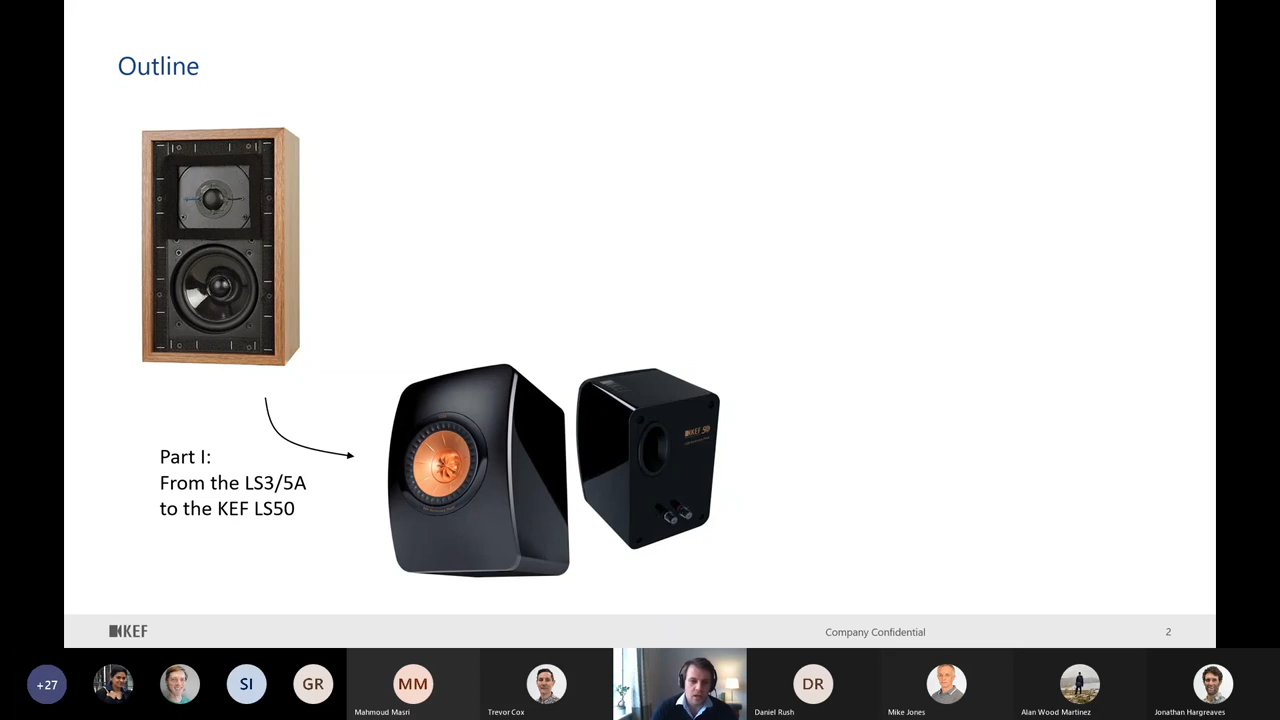 Outline
Part I:
From the LS3/5A
to the KEF LS50
KEF
KEF
Company Confidential
2
+27
SI
GR
MM
Mahmoud Masri
Trevor Cox
DR
Daniel Rush
Mike Jones
Alan Wood Martinez
Jonathan Hargreaves